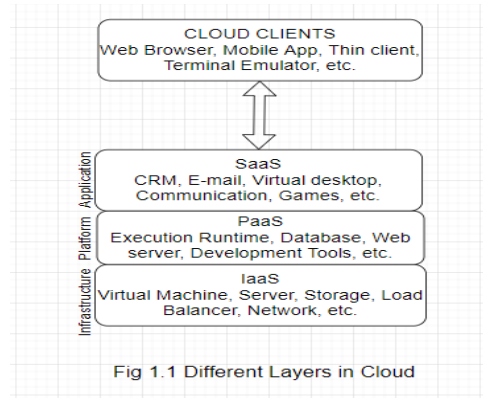 CLOUD CLIENTS
Web Browser, Mobile App, Thin client,
Terminal Emulator, etc.
Application
SaaS
CRM, E-mail, Virtual desktop,
Communication, Games, etc.
Platform
PaaS
Execution Runtime, Database, Web
server, Development Tools, etc.
Infrastructure
IaaS
Virtual Machine, Server, Storage, Load
Balancer, Network, etc.
Fig 1.1 Different Layers in Cloud